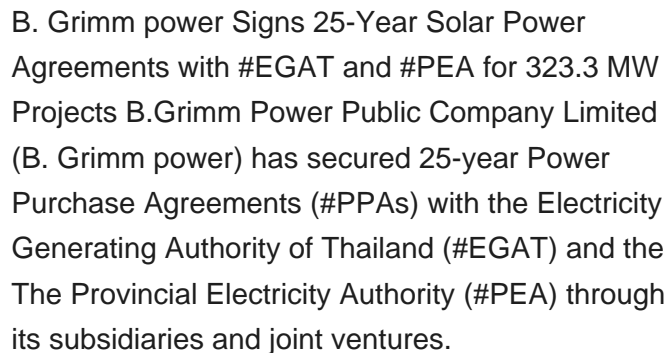 B. Grimm power Signs 25-Year Solar Power
Agreements with #EGAT and #PEA for 323.3 MW
Projects B.Grimm Power Public Company Limited
(B. Grimm power) has secured 25-year Power
Purchase Agreements (#PPAs) with the Electricity
Generating Authority of Thailand (#EGAT) and the
The Provincial Electricity Authority (#PEA) through
its subsidiaries and joint ventures.